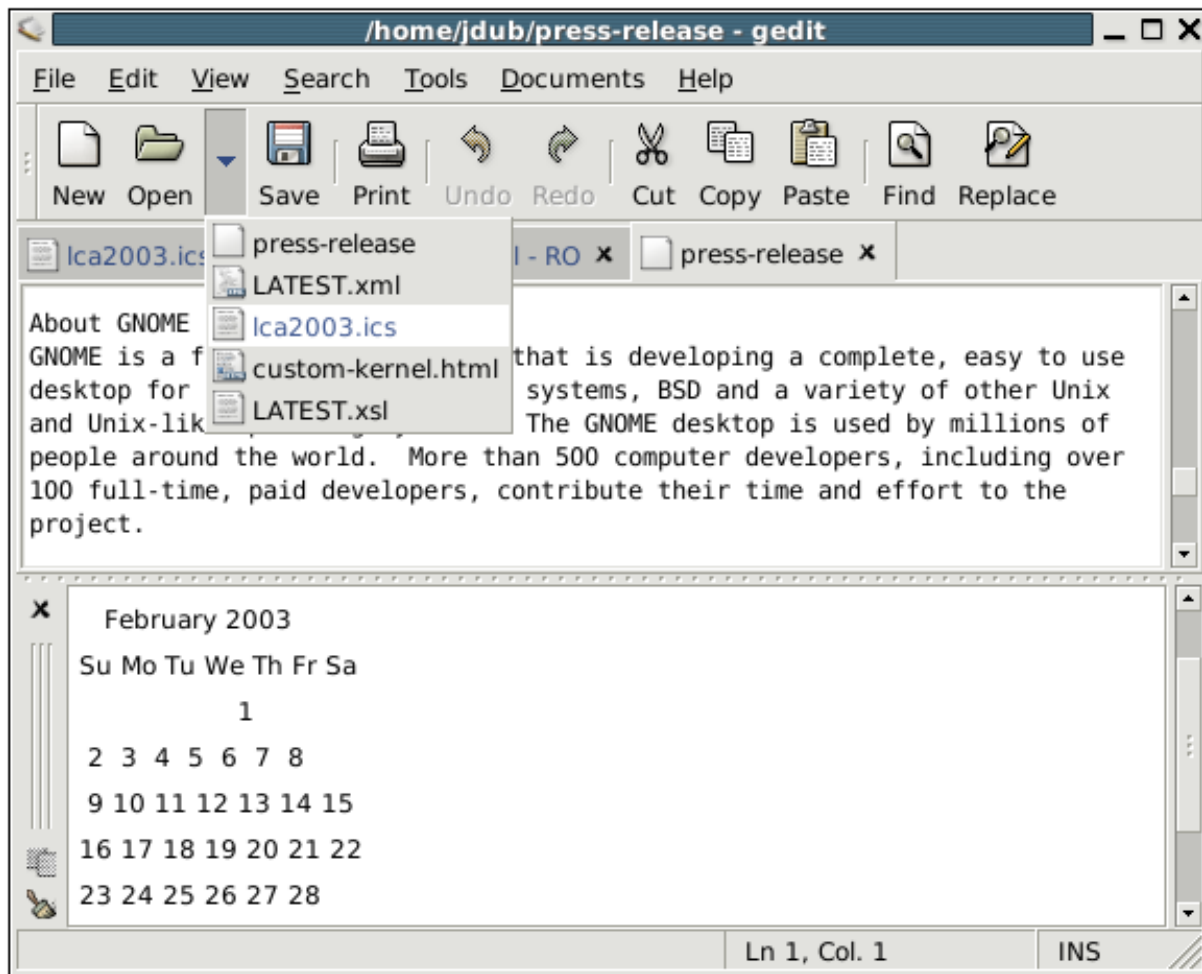 /home/jdub/press-release - gedit
File Edit View Search Tools Documents Help
New Open Save Print Undo Redo Cut Copy Paste Find Replace
lca2003.ics - RO press-release
press-release
LATEST.xml
lca2003.ics
custom-kernel.html
LATEST.xsl
About GNOME
GNOME is a that is developing a complete, easy to use
desktop for systems, BSD and a variety of other Unix
and The GNOME desktop is used by millions of
people around the world. More than 500 computer developers, including over
100 full-time, paid developers, contribute their time and effort to the
project.
February 2003
Su Mo Tu We Th Fr Sa
1
2 3 4 5 6 7 8
9 10 11 12 13 14 15
16 17 18 19 20 21 22
23 24 25 26 27 28
Ln 1, Col. 1 INS